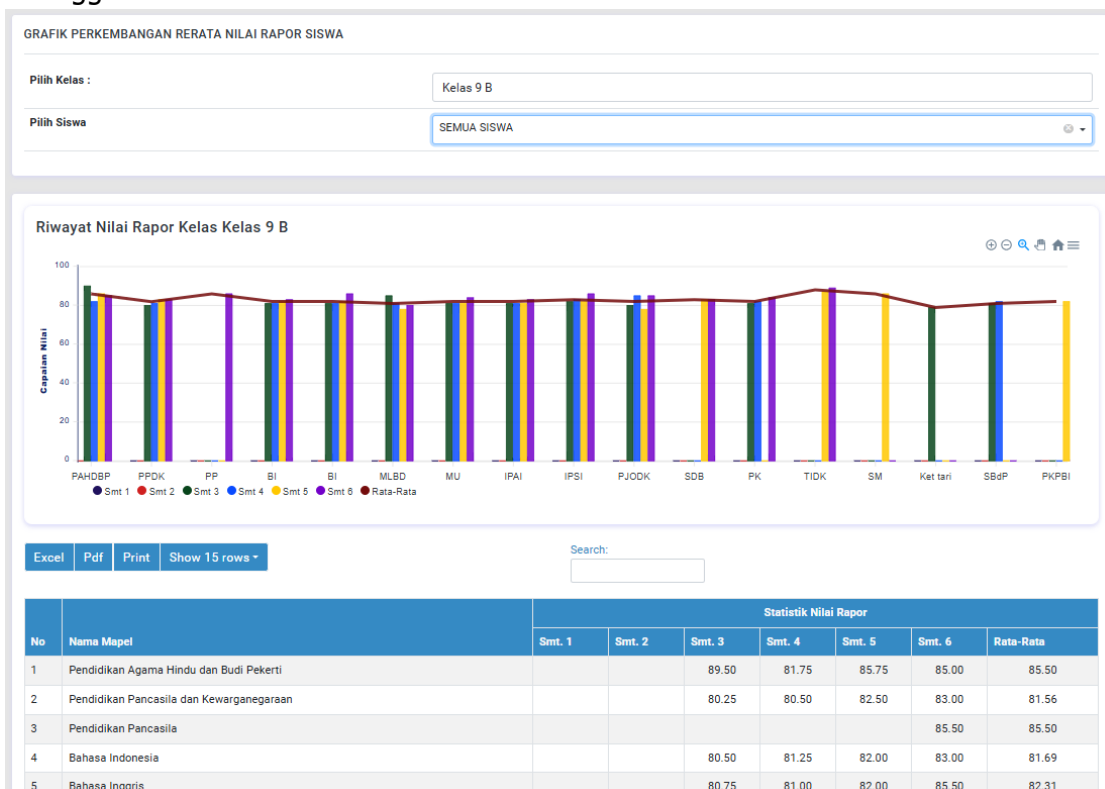 GRAFIK PERKEMBANGAN RERATA NILAI RAPOR SISWA
Pilih Kelas :
Kelas 9 B
Pilih Siswa
SEMUA SISWA
Riwayat Nilai Rapor Kelas Kelas 9 B
100
80
60
40
20
0
Capaian Nilai
PAHDBP PPDK PP BI BI MLBD MU IPAI IPSI PJODK SDB PK TIDK SM Ket tari SBdP PKPBI
Smt 1 Smt 2 Smt 3 Smt 4 Smt 5 Smt 6 Rata-Rata
Excel Pdf Print Show 15 rows
Search:
Statistik Nilai Rapor
No Nama Mapel Smt. 1 Smt. 2 Smt. 3 Smt. 4 Smt. 5 Smt. 6 Rata-Rata
1 Pendidikan Agama Hindu dan Budi Pekerti 89.50 81.75 85.75 85.00 85.50
2 Pendidikan Pancasila dan Kewarganegaraan 80.25 80.50 82.50 83.00 81.56
3 Pendidikan Pancasila 85.50 85.50
4 Bahasa Indonesia 80.50 81.25 82.00 83.00 81.69
5 Bahasa Inggris 80.75 81.00 82.00 85.50 82.31